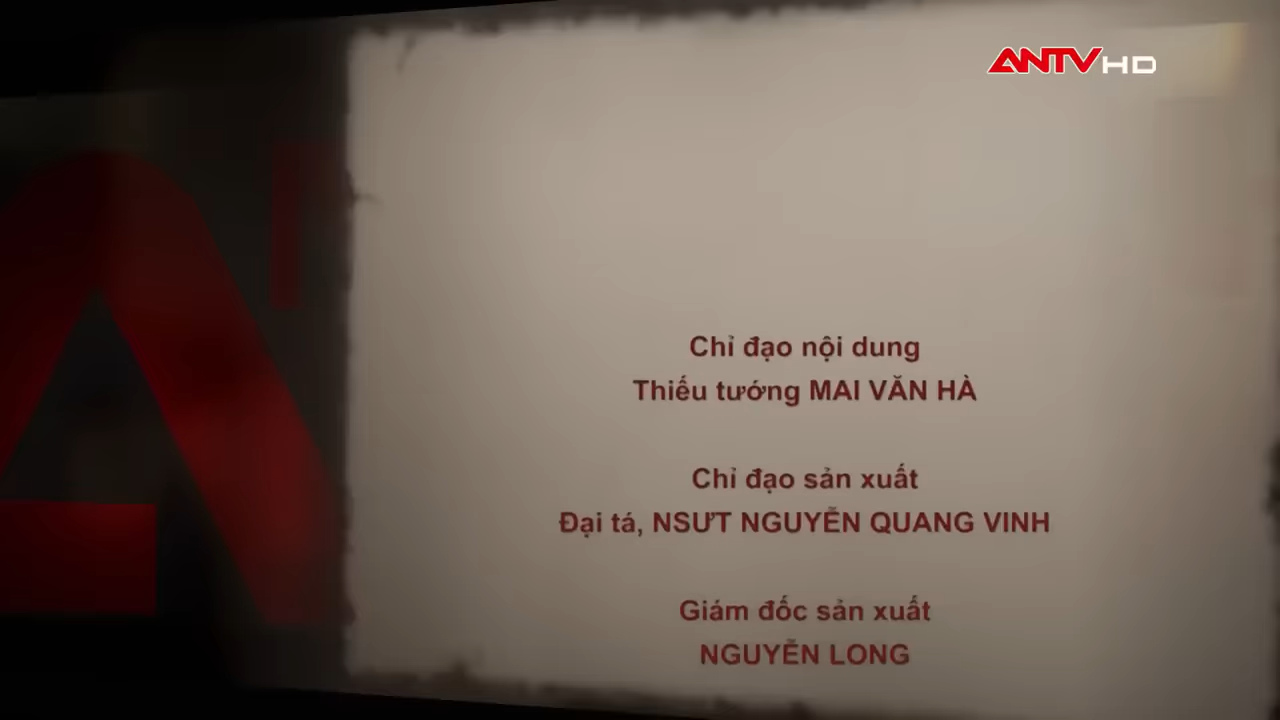 ANTV HD
Chỉ đạo nội dung
Thiếu tướng MAI VĂN HÀ
Chỉ đạo sản xuất
Đại tá, NSƯT NGUYỄN QUANG VINH
Giám đốc sản xuất
NGUYỄN LONG